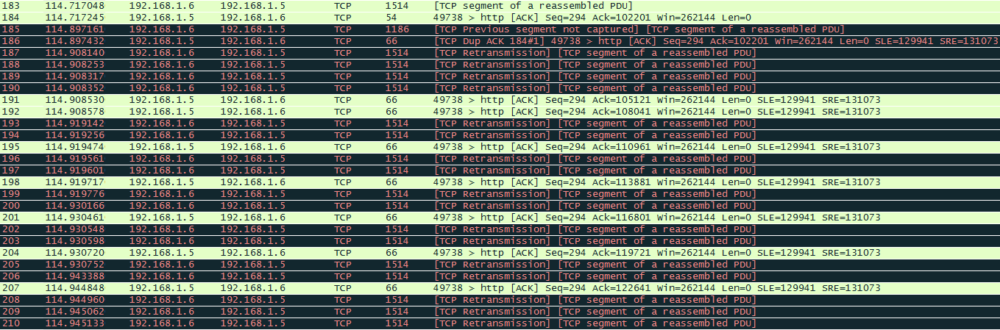 183 114.717048 192.168.1.6 192.168.1.5 TCP 1514 [TCP segment of a reassembled PDU]
184 114.717245 192.168.1.5 192.168.1.6 TCP 54 49738 > http [ACK] Seq=294 Ack=102201 Win=262144 Len=0
185 114.897161 192.168.1.6 192.168.1.5 TCP 1186 [TCP Previous segment not captured] [TCP segment of a reassembled PDU]
186 114.897432 192.168.1.5 192.168.1.6 TCP 66 [TCP Dup ACK 184#1] 49738 > http [ACK] Seq=294 Ack=102201 Win=262144 Len=0 SLE=129941 SRE=131073
187 114.908140 192.168.1.6 192.168.1.5 TCP 1514 [TCP Retransmission] [TCP segment of a reassembled PDU]
188 114.908253 192.168.1.6 192.168.1.5 TCP 1514 [TCP Retransmission] [TCP segment of a reassembled PDU]
189 114.908317 192.168.1.6 192.168.1.5 TCP 1514 [TCP Retransmission] [TCP segment of a reassembled PDU]
190 114.908352 192.168.1.6 192.168.1.5 TCP 1514 [TCP Retransmission] [TCP segment of a reassembled PDU]
191 114.908530 192.168.1.5 192.168.1.6 TCP 66 49738 > http [ACK] Seq=294 Ack=105121 Win=262144 Len=0 SLE=129941 SRE=131073
192 114.908578 192.168.1.5 192.168.1.6 TCP 66 49738 > http [ACK] Seq=294 Ack=108041 Win=262144 Len=0 SLE=129941 SRE=131073
193 114.919142 192.168.1.6 192.168.1.5 TCP 1514 [TCP Retransmission] [TCP segment of a reassembled PDU]
194 114.919256 192.168.1.6 192.168.1.5 TCP 1514 [TCP Retransmission] [TCP segment of a reassembled PDU]
195 114.919474 192.168.1.5 192.168.1.6 TCP 66 49738 > http [ACK] Seq=294 Ack=110961 Win=262144 Len=0 SLE=129941 SRE=131073
196 114.919561 192.168.1.6 192.168.1.5 TCP 1514 [TCP Retransmission] [TCP segment of a reassembled PDU]
197 114.919601 192.168.1.6 192.168.1.5 TCP 1514 [TCP Retransmission] [TCP segment of a reassembled PDU]
198 114.919717 192.168.1.5 192.168.1.6 TCP 66 49738 > http [ACK] Seq=294 Ack=113881 Win=262144 Len=0 SLE=129941 SRE=131073
199 114.919776 192.168.1.6 192.168.1.5 TCP 1514 [TCP Retransmission] [TCP segment of a reassembled PDU]
200 114.930166 192.168.1.6 192.168.1.5 TCP 1514 [TCP Retransmission] [TCP segment of a reassembled PDU]
201 114.930461 192.168.1.5 192.168.1.6 TCP 66 49738 > http [ACK] Seq=294 Ack=116801 Win=262144 Len=0 SLE=129941 SRE=131073
202 114.930548 192.168.1.6 192.168.1.5 TCP 1514 [TCP Retransmission] [TCP segment of a reassembled PDU]
203 114.930598 192.168.1.6 192.168.1.5 TCP 1514 [TCP Retransmission] [TCP segment of a reassembled PDU]
204 114.930720 192.168.1.5 192.168.1.6 TCP 66 49738 > http [ACK] Seq=294 Ack=119721 Win=262144 Len=0 SLE=129941 SRE=131073
205 114.930752 192.168.1.6 192.168.1.5 TCP 1514 [TCP Retransmission] [TCP segment of a reassembled PDU]
206 114.943388 192.168.1.6 192.168.1.5 TCP 1514 [TCP Retransmission] [TCP segment of a reassembled PDU]
207 114.944848 192.168.1.5 192.168.1.6 TCP 66 49738 > http [ACK] Seq=294 Ack=122641 Win=262144 Len=0 SLE=129941 SRE=131073
208 114.944960 192.168.1.6 192.168.1.5 TCP 1514 [TCP Retransmission] [TCP segment of a reassembled PDU]
209 114.945062 192.168.1.6 192.168.1.5 TCP 1514 [TCP Retransmission] [TCP segment of a reassembled PDU]
210 114.945133 192.168.1.6 192.168.1.5 TCP 1514 [TCP Retransmission] [TCP segment of a reassembled PDU]